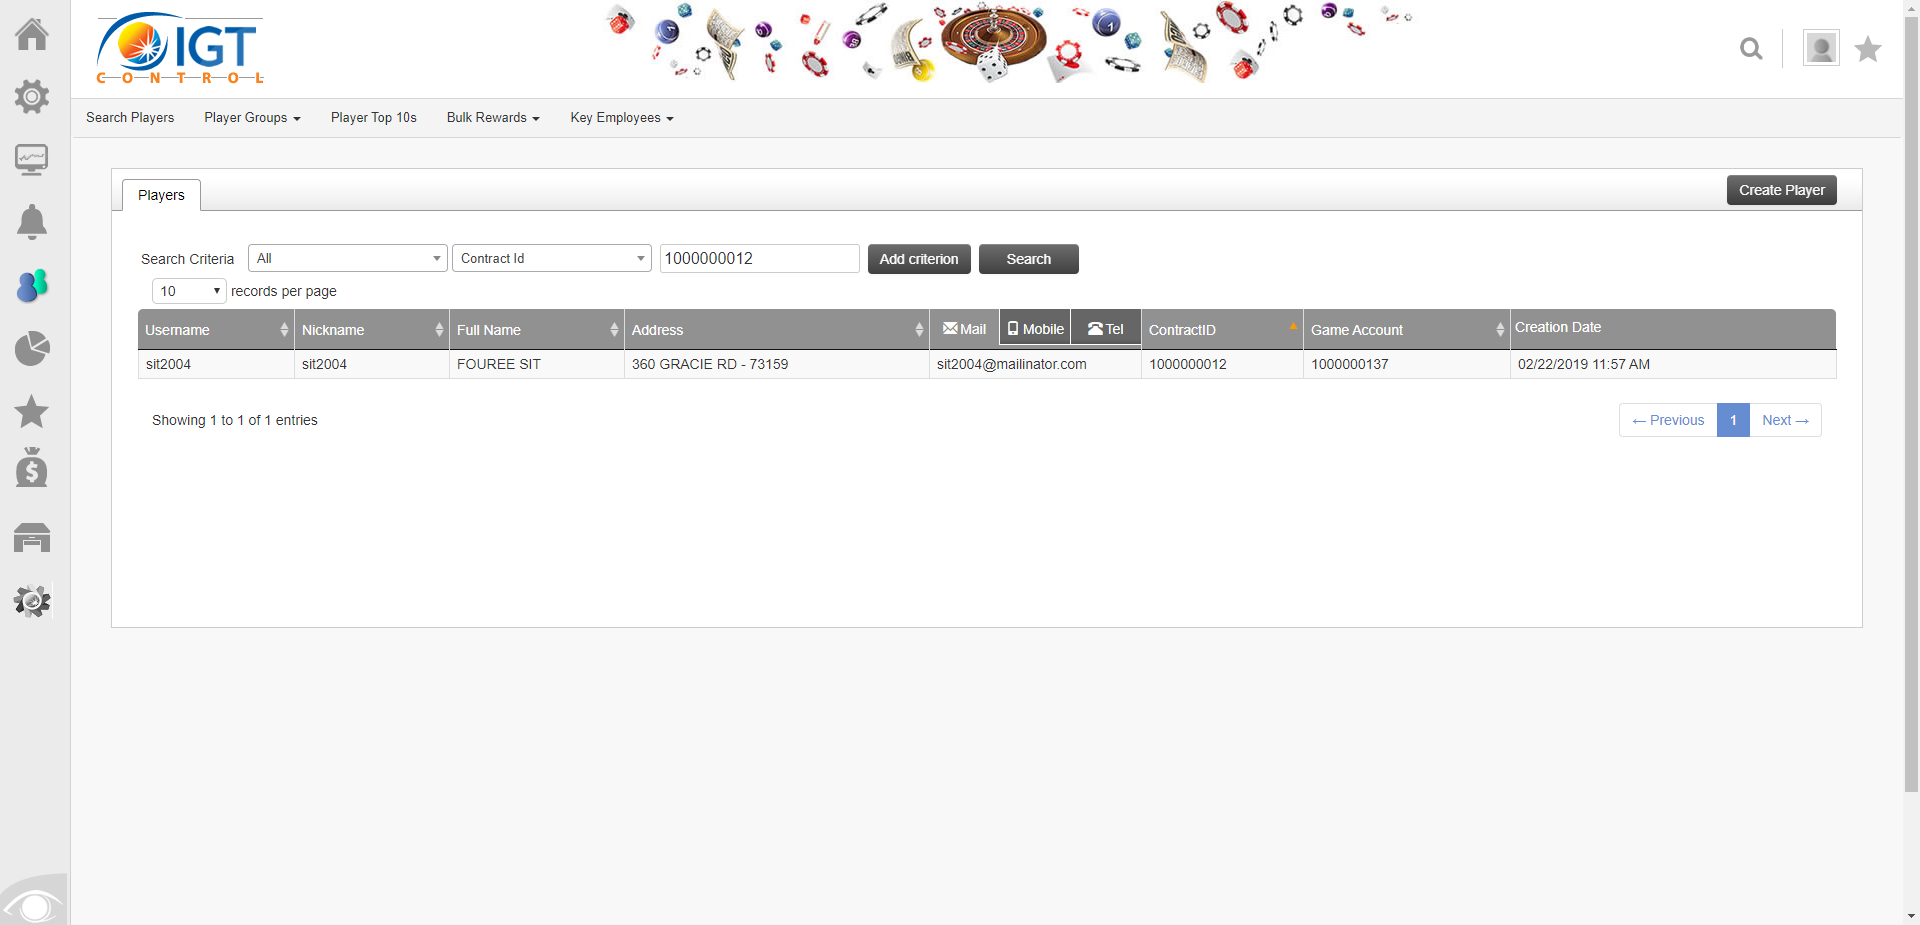 IGT
CONTROL
Search Players Player Groups Player Top 10s Bulk Rewards Key Employees
Players
Create Player
Search Criteria All Contract Id 1000000012 Add criterion Search
10 records per page
Username Nickname Full Name Address Mail Mobile Tel ContractID Game Account Creation Date
sit2004 sit2004 FOUREE SIT 360 GRACIE RD - 73159 sit2004@mailinator.com 1000000012 1000000137 02/22/2019 11:57 AM
Showing 1 to 1 of 1 entries
← Previous 1 Next →